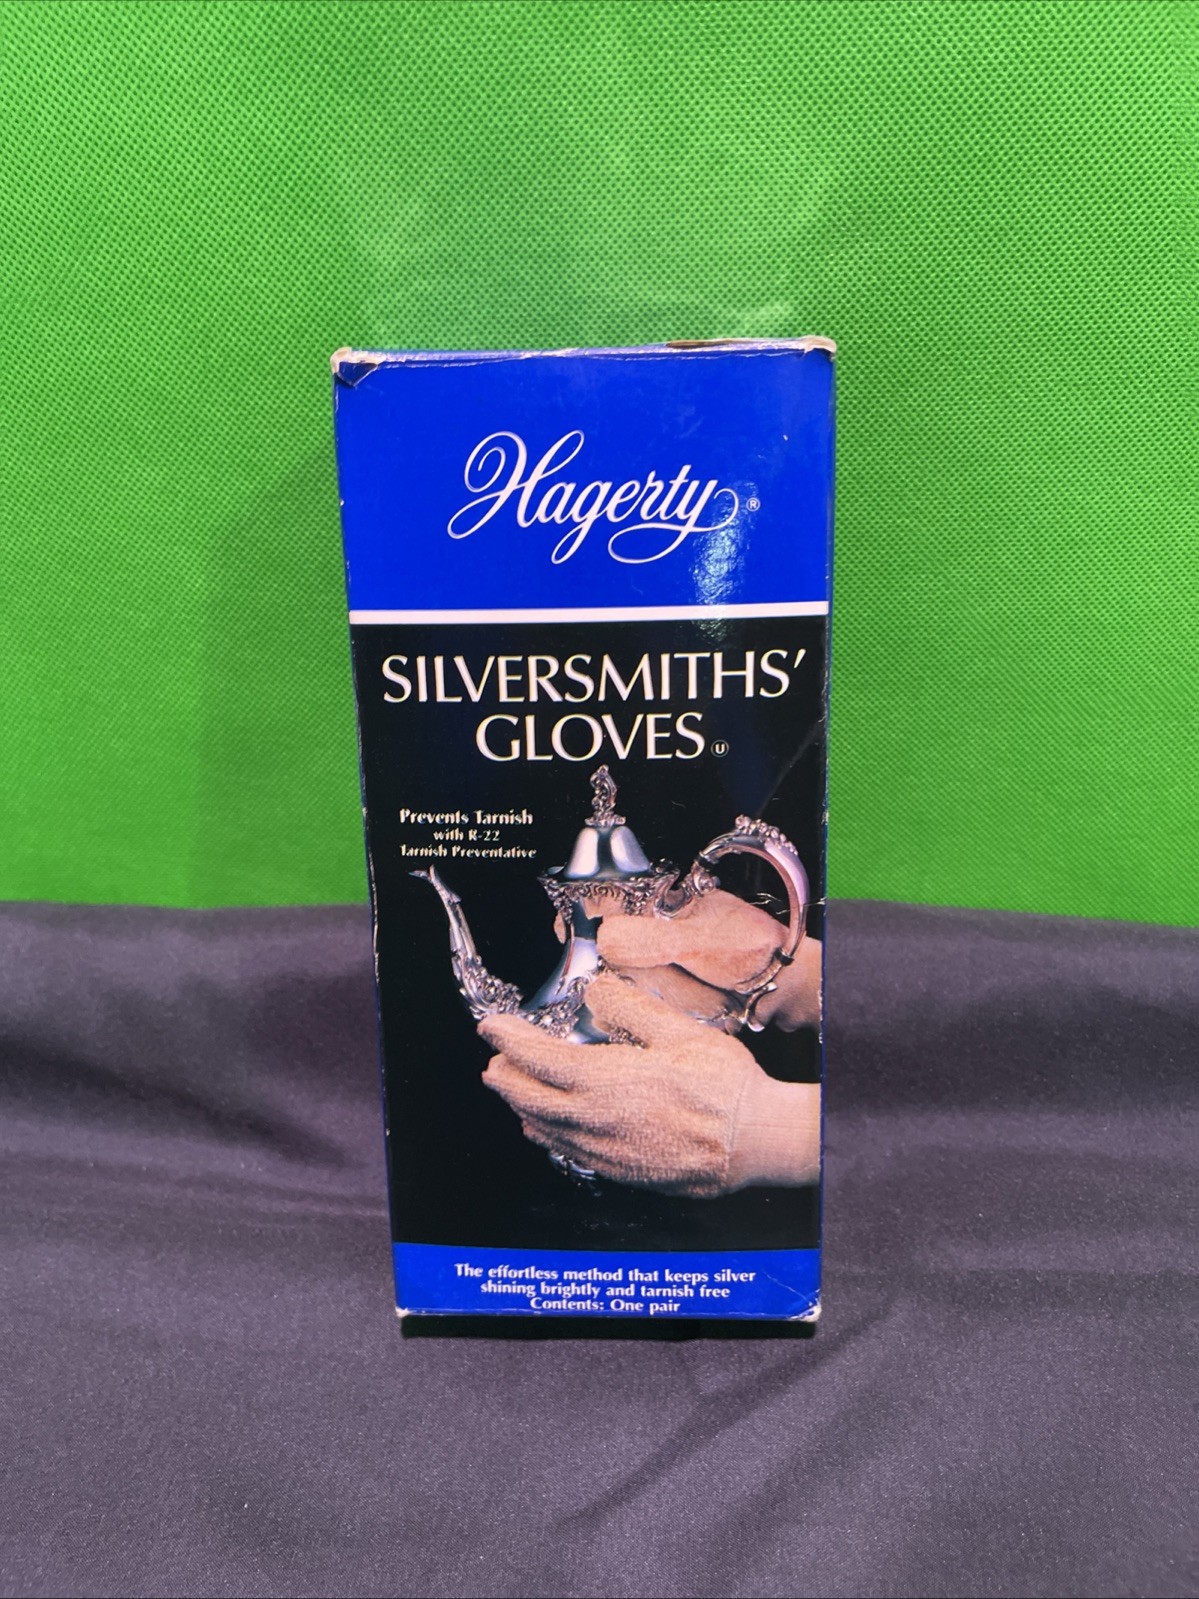 Hagerty®
SILVERSMITHS’
GLOVES Ⓤ
Prevents Tarnish
with R-22
Tarnish Preventative
The effortless method that keeps silver
shining brightly and tarnish free
Contents: One pair